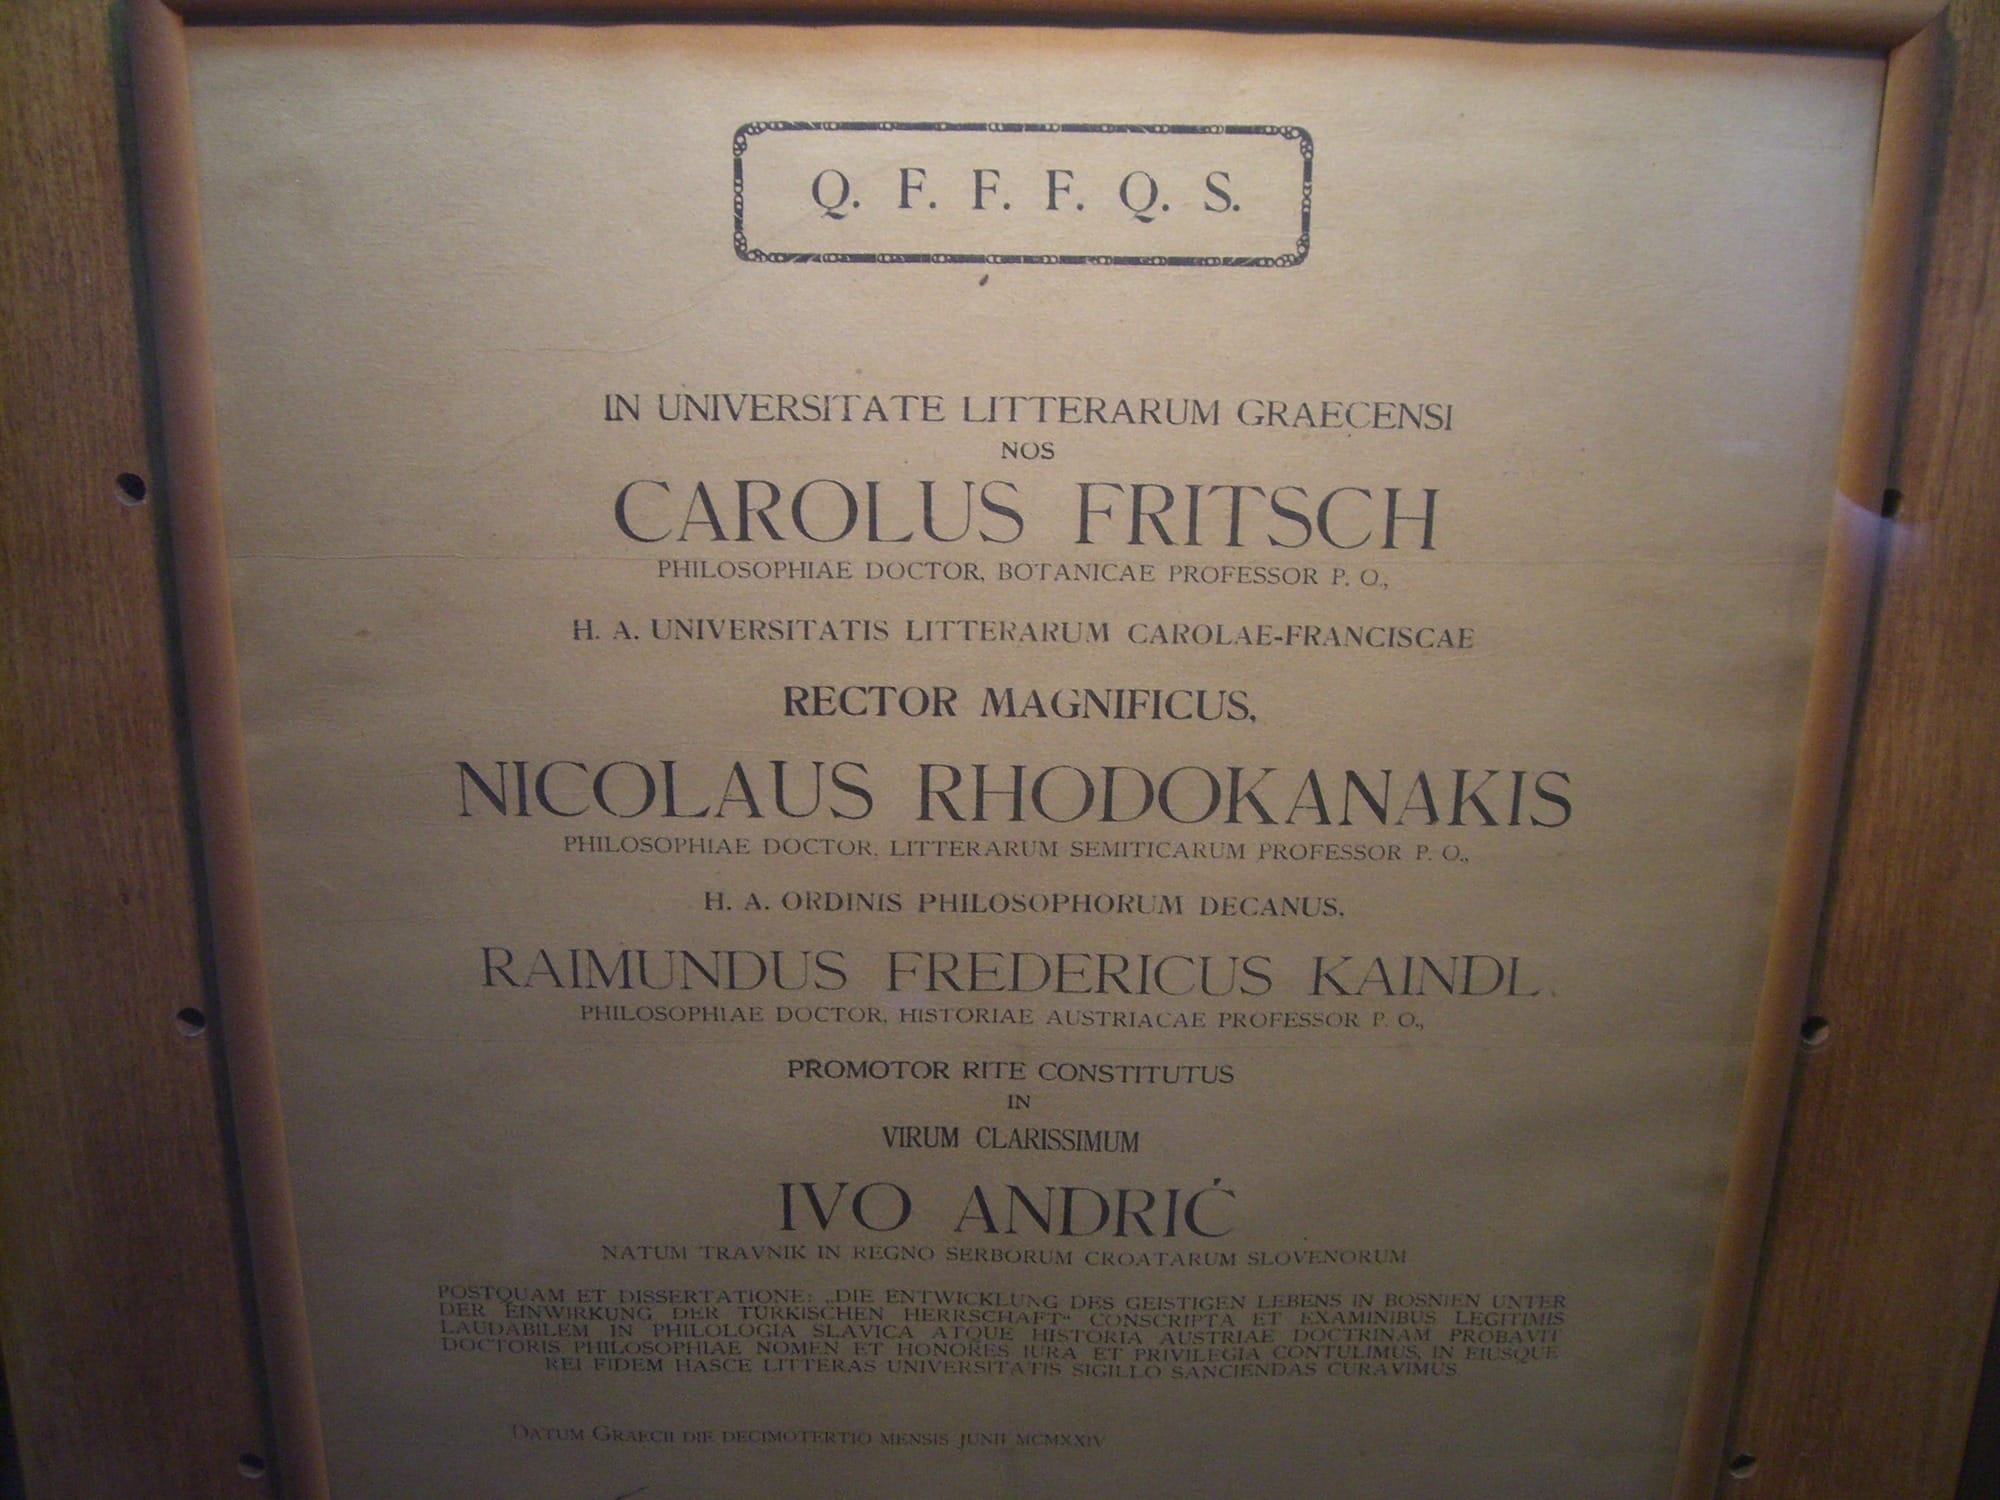 Q. F. F. F. Q. S.
IN UNIVERSITATE LITTERARUM GRAECENSI
NOS
CAROLUS FRITSCH
PHILOSOPHIAE DOCTOR, BOTANICAE PROFESSOR P. O.,
H. A. UNIVERSITATIS LITTERARUM CAROLAE-FRANCISCAE
RECTOR MAGNIFICUS,
NICOLAUS RHODOKANAKIS
PHILOSOPHIAE DOCTOR, LITTERARUM SEMITICARUM PROFESSOR P. O.,
H. A. ORDINIS PHILOSOPHORUM DECANUS,
RAIMUNDUS FREDERICUS KAINDL,
PHILOSOPHIAE DOCTOR, HISTORIAE AUSTRIACAE PROFESSOR P. O.,
PROMOTOR RITE CONSTITUTUS
IN
VIRUM CLARISSIMUM
IVO ANDRIĆ
NATUM TRAVNIK IN REGNO SERBORUM CROATARUM SLOVENORUM
POSTQUAM ET DISSERTATIONE: „DIE ENTWICKLUNG DES GEISTIGEN LEBENS IN BOSNIEN UNTER
DER EINWIRKUNG DER TÜRKISCHEN HERRSCHAFT“ CONSCRIPTA ET EXAMINIBUS LEGITIMIS
LAUDABILEM IN PHILOLOGIA SLAVICA ATQUE HISTORIA AUSTRIAE DOCTRINAM PROBAVIT
DOCTORIS PHILOSOPHIAE NOMEN ET HONORES IURA ET PRIVILEGIA CONTULIMUS, IN EIUSQUE
REI FIDEM HASCE LITTERAS UNIVERSITATIS SIGILLO SANCIENDAS CURAVIMUS
DATUM GRAECII DIE DECIMOTERTIO MENSIS JUNII MCMXXIV